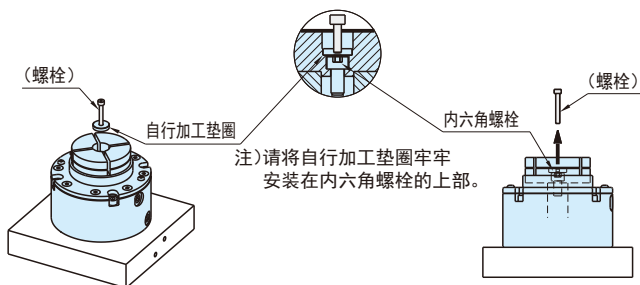 （螺栓）
自行加工垫圈
内六角螺栓
（螺栓）
注）请将自行加工垫圈牢牢
安装在内六角螺栓的上部。